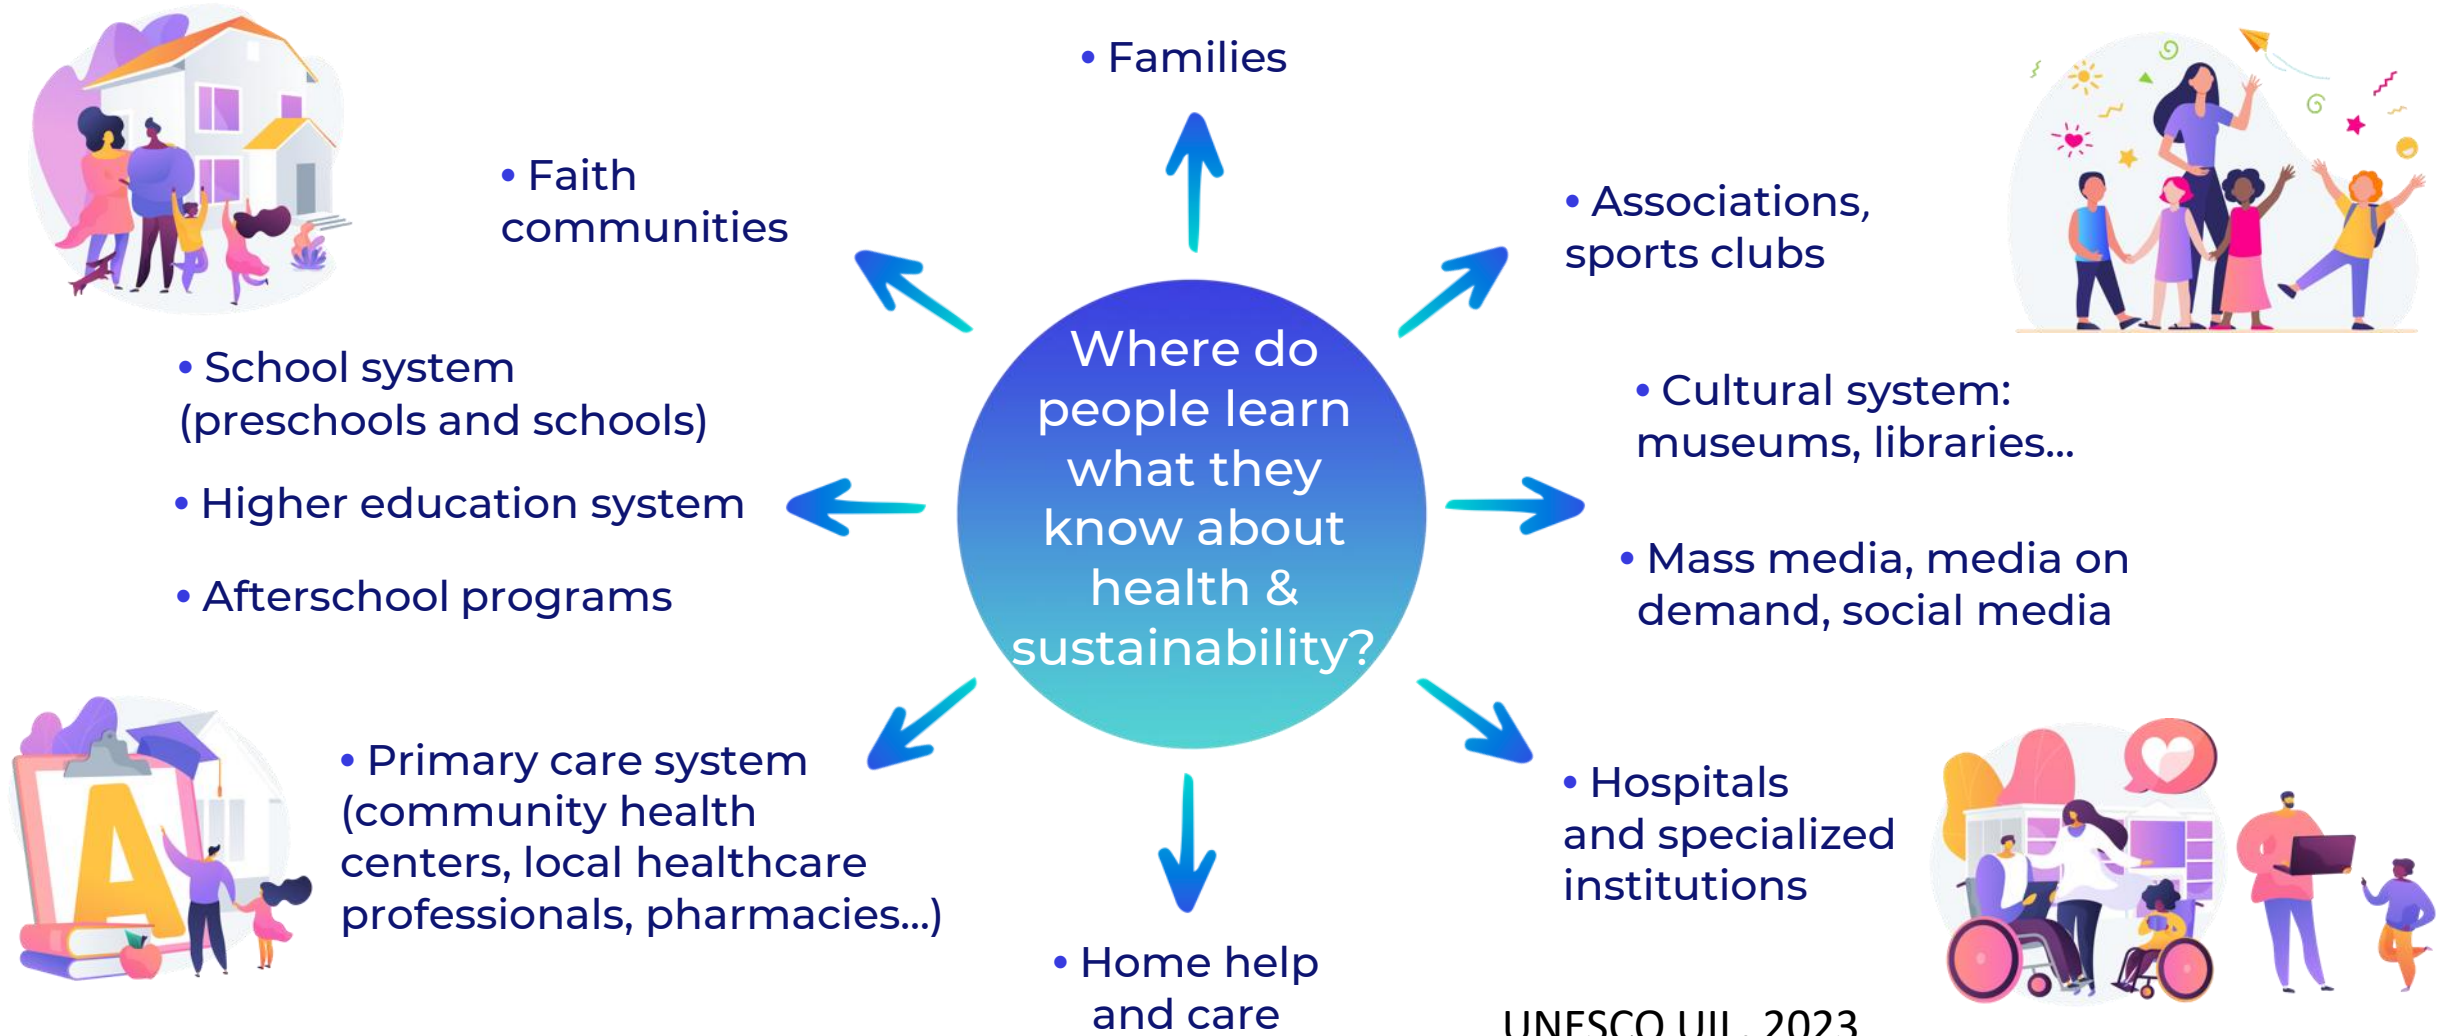 • Families
• Faith
communities
• Associations,
sports clubs
Where do
people learn
what they
know about
health &
sustainability?
• School system
(preschools and schools)
• Higher education system
• Afterschool programs
• Cultural system:
museums, libraries...
• Mass media, media on
demand, social media
• Primary care system
(community health
centers, local healthcare
professionals, pharmacies...)
• Home help
and care
• Hospitals
and specialized
institutions
A
UNESCO UIL, 2023